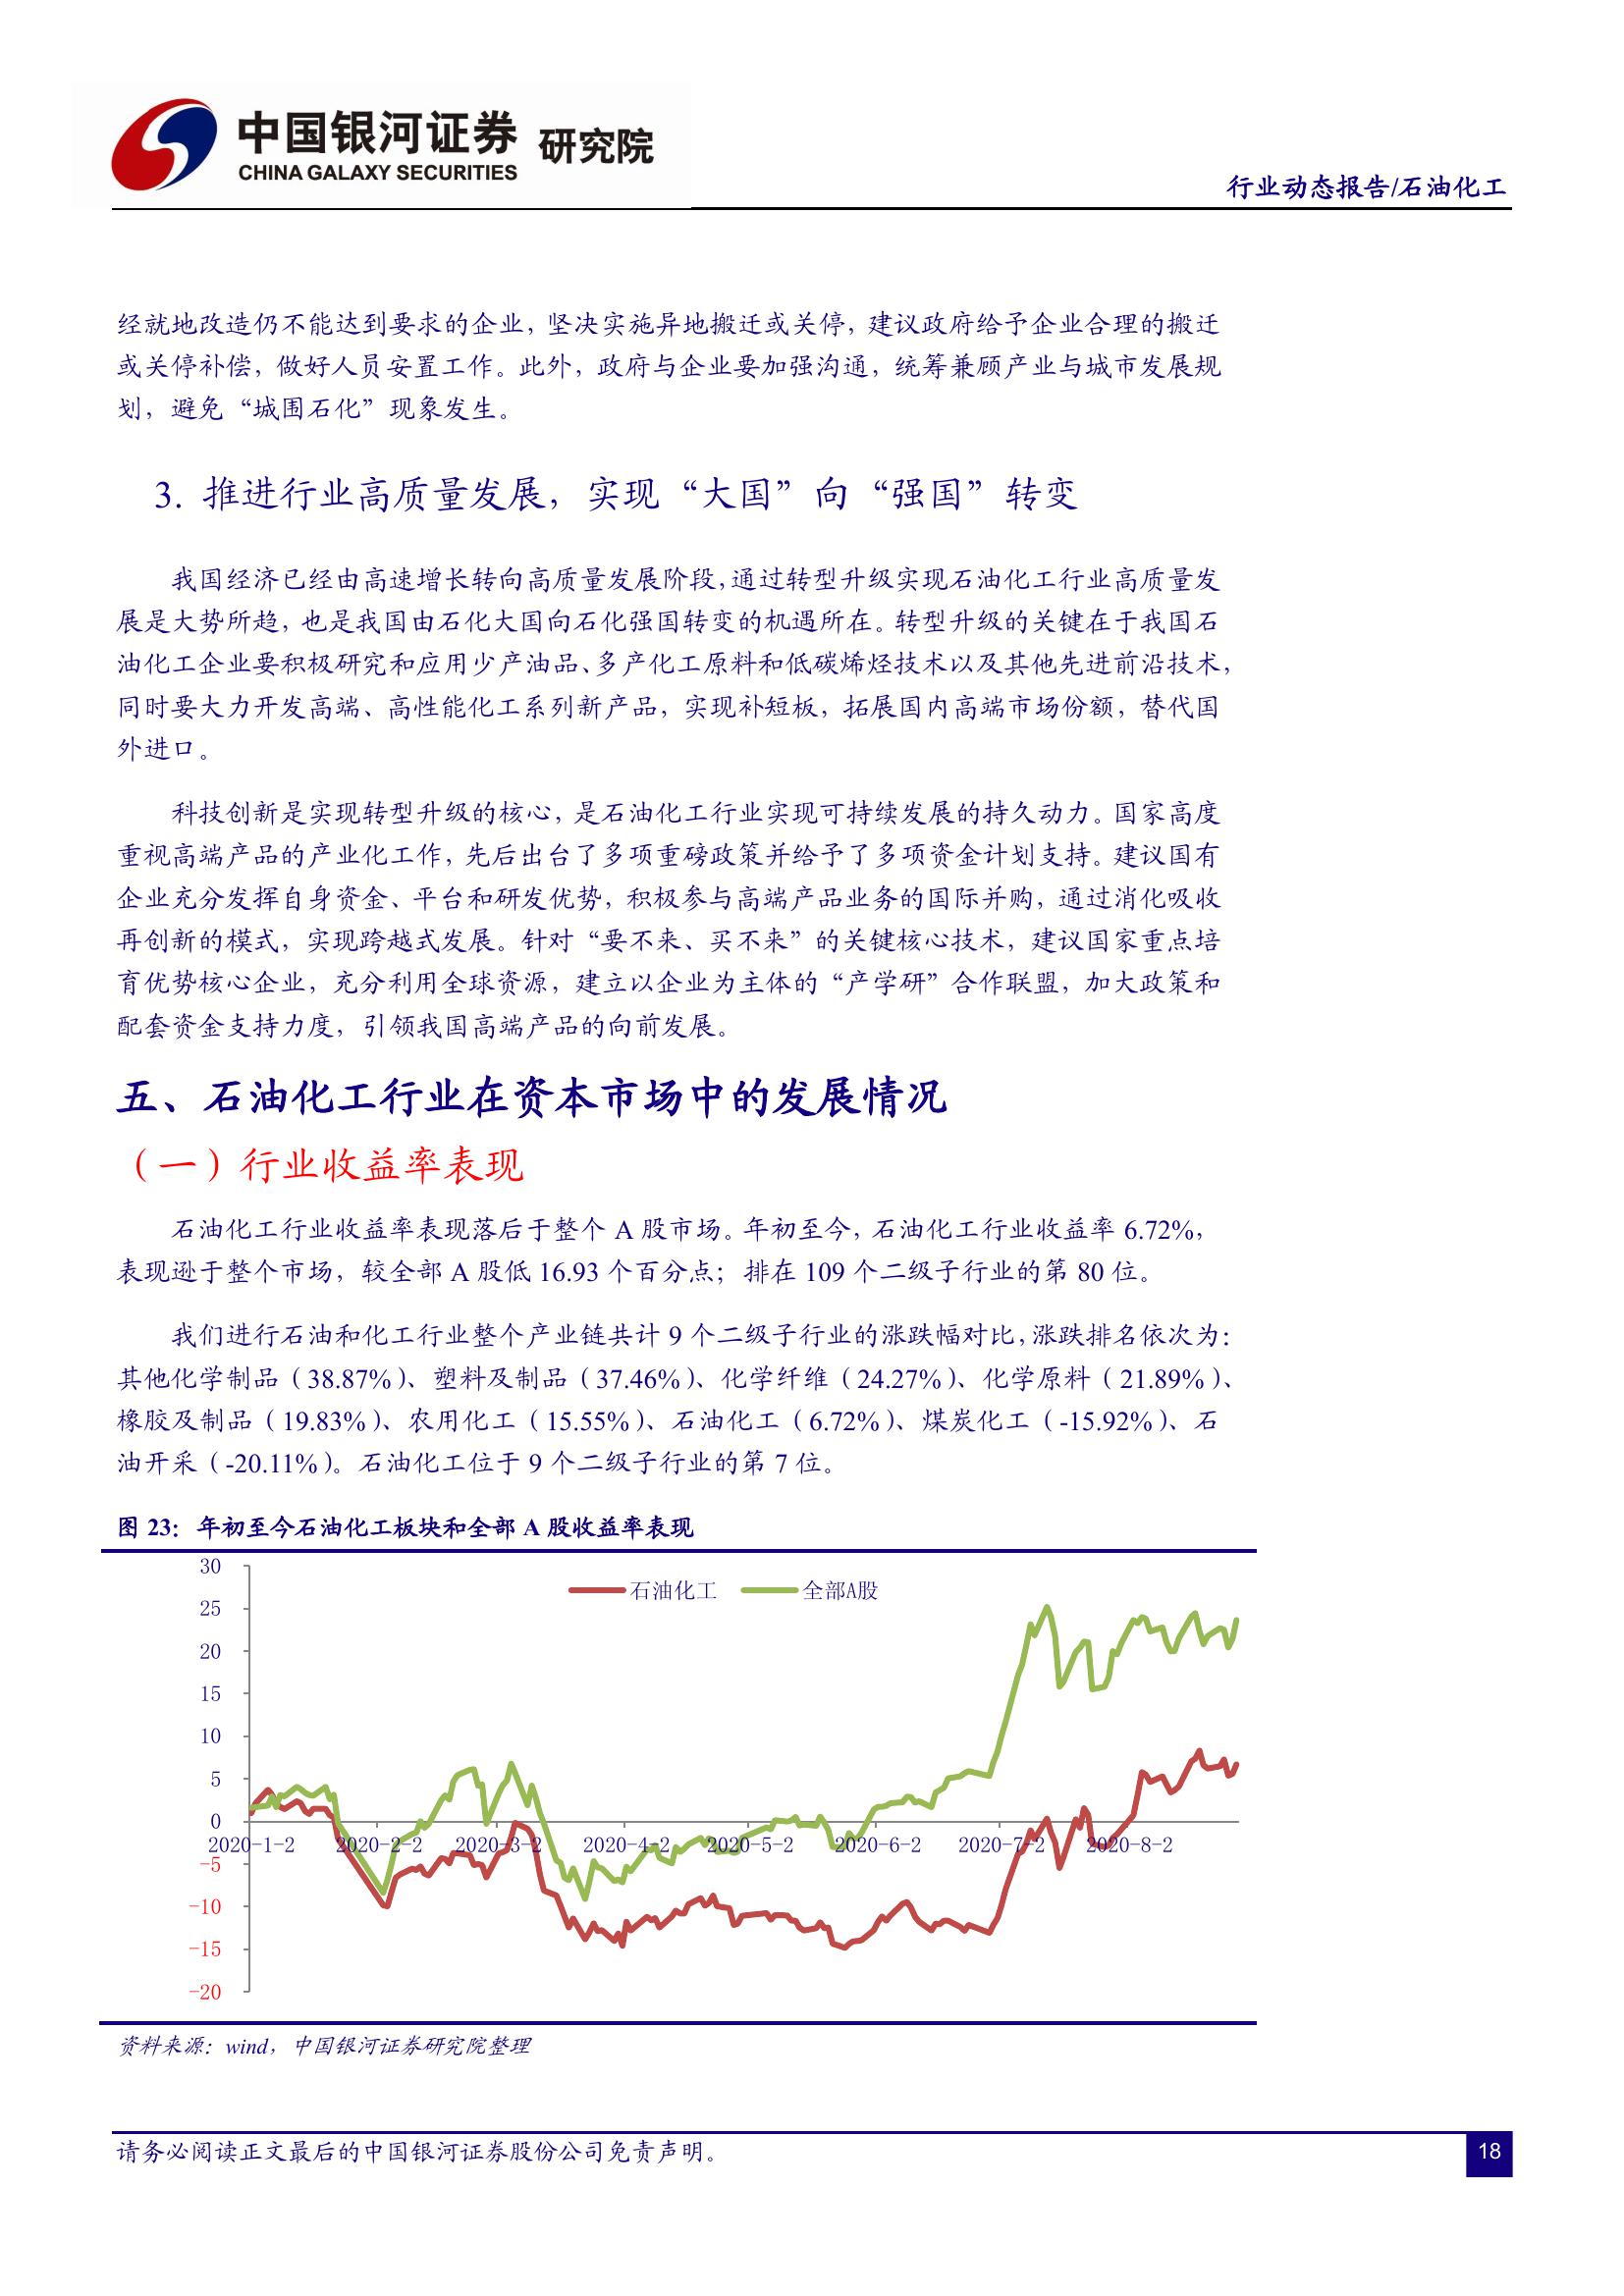 中国银河证券 研究院
CHINA GALAXY SECURITIES
行业动态报告/石油化工
经就地改造仍不能达到要求的企业，坚决实施异地搬迁或关停，建议政府给予企业合理的搬迁
或关停补偿，做好人员安置工作。此外，政府与企业要加强沟通，统筹兼顾产业与城市发展规
划，避免“城围石化”现象发生。
3. 推进行业高质量发展，实现“大国”向“强国”转变
我国经济已经由高速增长转向高质量发展阶段，通过转型升级实现石油化工行业高质量发
展是大势所趋，也是我国由石化大国向石化强国转变的机遇所在。转型升级的关键在于我国石
油化工企业要积极研究和应用少产油品、多产化工原料和低碳烯烃技术以及其他先进前沿技术，
同时要大力开发高端、高性能化工系列新产品，实现补短板，拓展国内高端市场份额，替代国
外进口。
科技创新是实现转型升级的核心，是石油化工行业实现可持续发展的持久动力。国家高度
重视高端产品的产业化工作，先后出台了多项重磅政策并给予了多项资金计划支持。建议国有
企业充分发挥自身资金、平台和研发优势，积极参与高端产品业务的国际并购，通过消化吸收
再创新的模式，实现跨越式发展。针对“要不来、买不来”的关键核心技术，建议国家重点培
育优势核心企业，充分利用全球资源，建立以企业为主体的“产学研”合作联盟，加大政策和
配套资金支持力度，引领我国高端产品的向前发展。
五、石油化工行业在资本市场中的发展情况
（一）行业收益率表现
石油化工行业收益率表现落后于整个 A 股市场。年初至今，石油化工行业收益率 6.72%，
表现逊于整个市场，较全部 A 股低 16.93 个百分点；排在 109 个二级子行业的第 80 位。
我们进行石油和化工行业整个产业链共计 9 个二级子行业的涨跌幅对比，涨跌排名依次为：
其他化学制品（38.87%）、塑料及制品（37.46%）、化学纤维（24.27%）、化学原料（21.89%）、
橡胶及制品（19.83%）、农用化工（15.55%）、石油化工（6.72%）、煤炭化工（-15.92%）、石
油开采（-20.11%）。石油化工位于 9 个二级子行业的第 7 位。
图 23：年初至今石油化工板块和全部 A 股收益率表现
石油化工 全部A股
30
25
20
15
10
5
0
-5
-10
-15
-20
2020-1-2 2020-2-2 2020-3-2 2020-4-2 2020-5-2 2020-6-2 2020-7-2 2020-8-2
资料来源：wind，中国银河证券研究院整理
请务必阅读正文最后的中国银河证券股份公司免责声明。
18